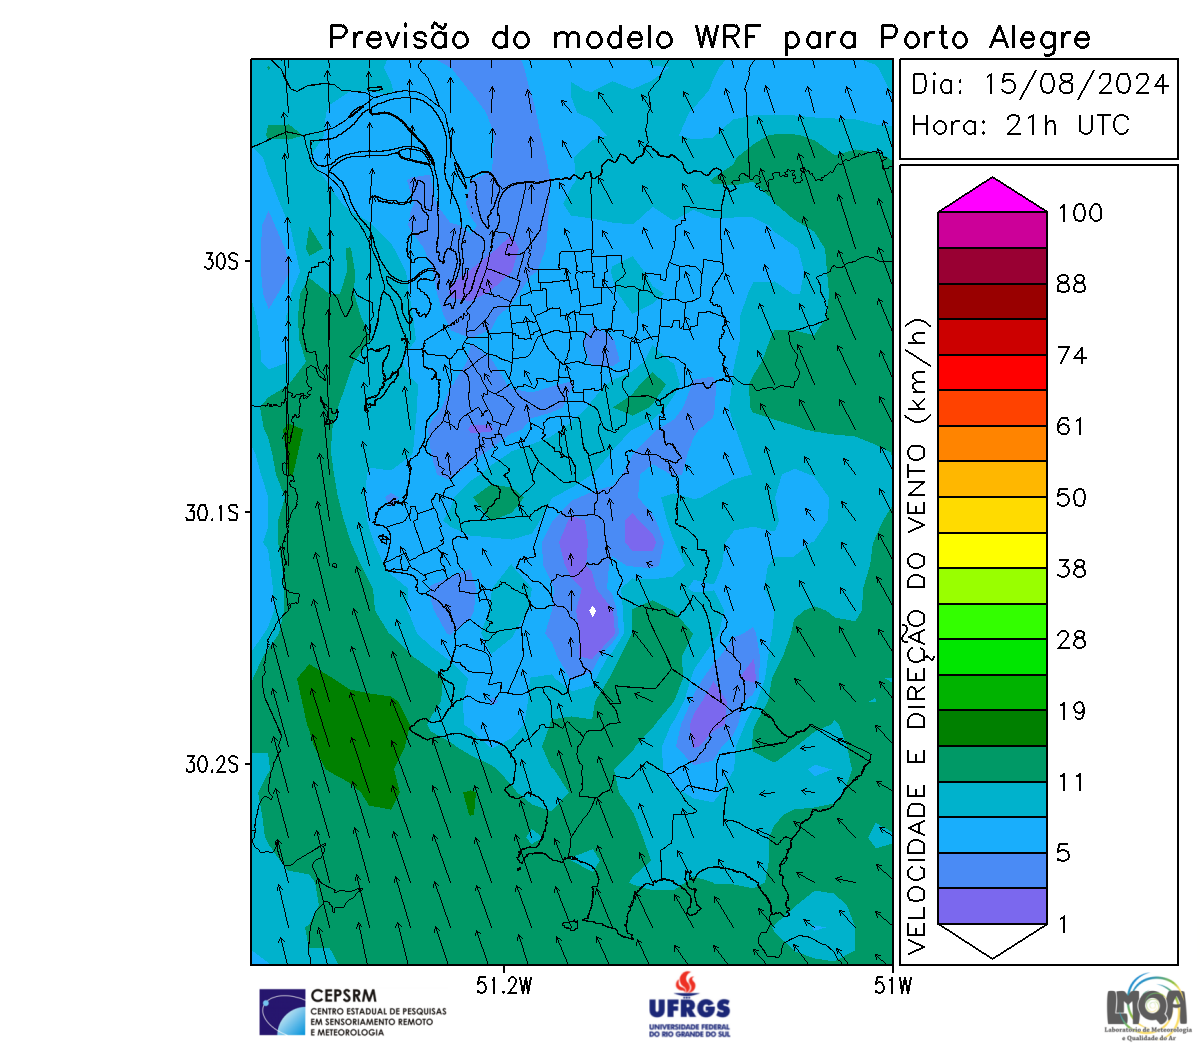 Previsão do modelo WRF para Porto Alegre
Dia: 15/08/2024
Hora: 21h UTC
30S
30.1S
30.2S
51.2W
51W
VELOCIDADE E DIREÇÃO DO VENTO (km/h)
100
88
74
61
50
38
28
19
11
5
1
CEPSRM
CENTRO ESTADUAL DE PESQUISAS
EM SENSORIAMENTO REMOTO
E METEOROLOGIA
UFRGS
UNIVERSIDADE FEDERAL
DO RIO GRANDE DO SUL
LMQA
Laboratório de Meteorologia
e Qualidade do Ar